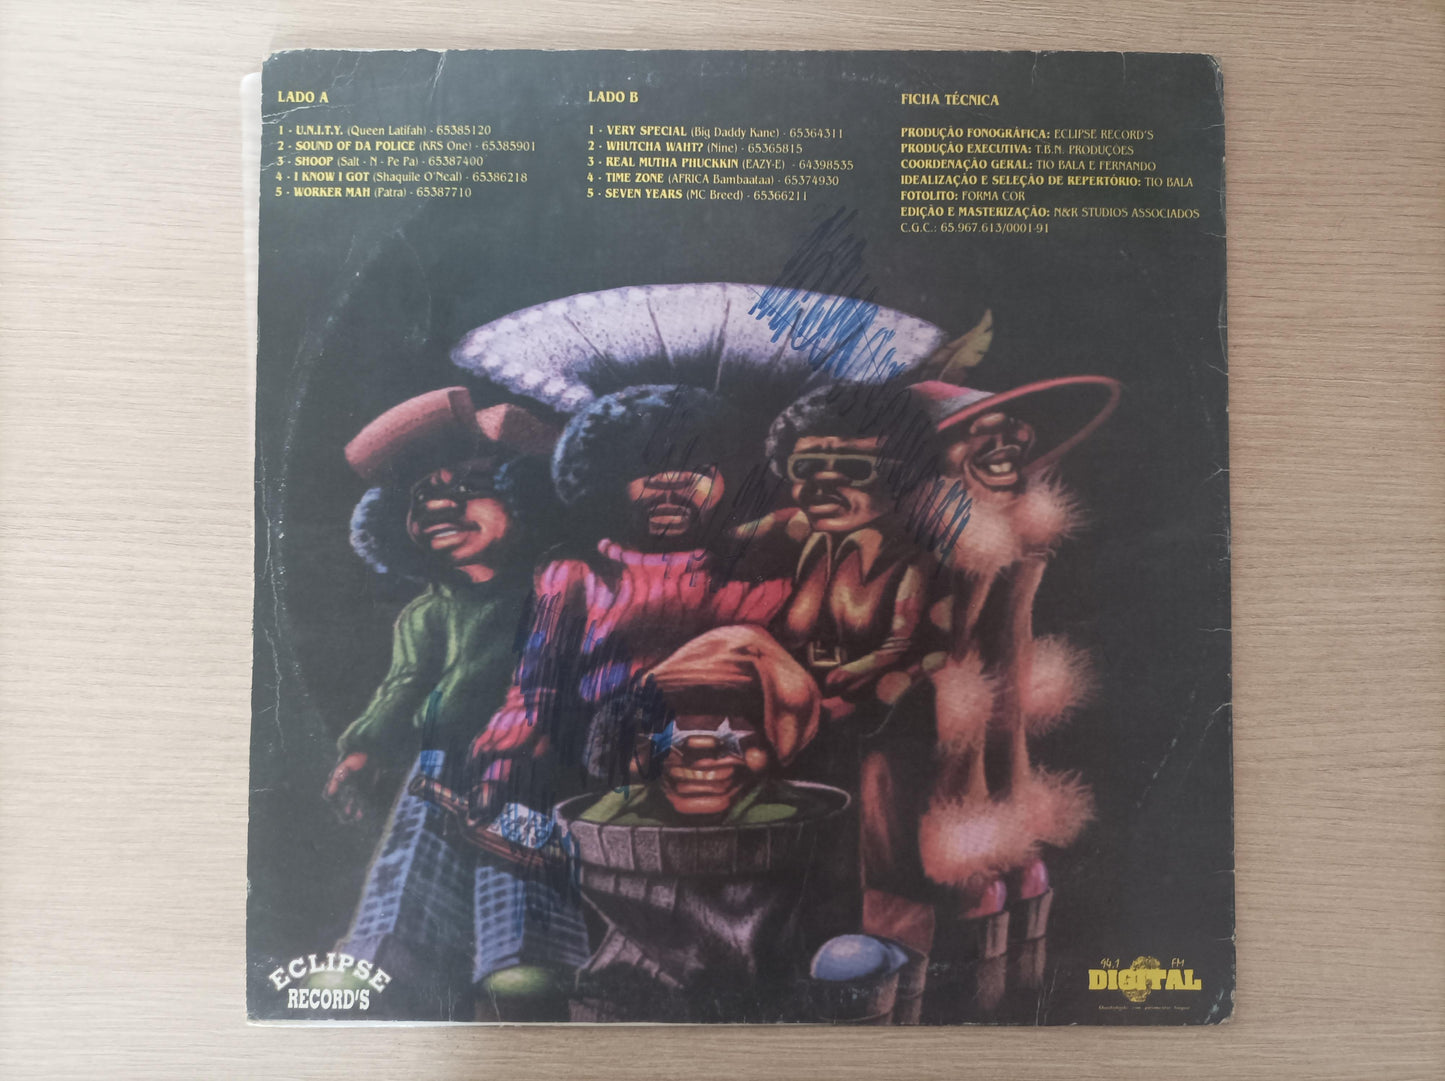 LADO A
1 - U.N.I.T.Y. (Queen Latifah) - 65385120
2 - SOUND OF DA POLICE (KRS One) - 65385901
3 - SHOOP (Salt - N - Pe Pa) - 65387400
4 - I KNOW I GOT (Shaquile O'Neal) - 65386218
5 - WORKER MAH (Patra) - 65387710
LADO B
1 - VERY SPECIAL (Big Daddy Kane) - 65364311
2 - WHUTCHA WAHT? (Nine) - 65365815
3 - REAL MUTHA PHUCKKIN (EAZY-E) - 64398535
4 - TIME ZONE (AFRICA Bambaataa) - 65374930
5 - SEVEN YEARS (MC Breed) - 65366211
FICHA TÉCNICA
PRODUÇÃO FONOGRÁFICA: ECLIPSE RECORD'S
PRODUÇÃO EXECUTIVA: T.B.N. PRODUÇÕES
COORDENAÇÃO GERAL: TIO BALA E FERNANDO
IDEALIZAÇÃO E SELEÇÃO DE REPERTÓRIO: TIO BALA
FOTOLITO: FORMA COR
EDIÇÃO E MASTERIZAÇÃO: N&R STUDIOS ASSOCIADOS
C.G.C.: 65.967.613/0001-91
ECLIPSE
RECORD'S
94,1 FM
DIGITAL